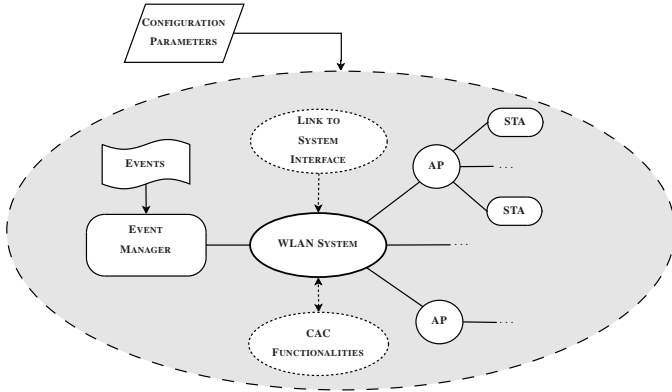 CONFIGURATION
PARAMETERS
LINK TO
SYSTEM
INTERFACE
STA
AP
...
EVENTS
STA
EVENT
MANAGER
WLAN SYSTEM
...
CAC
FUNCTIONALITIES
AP
...